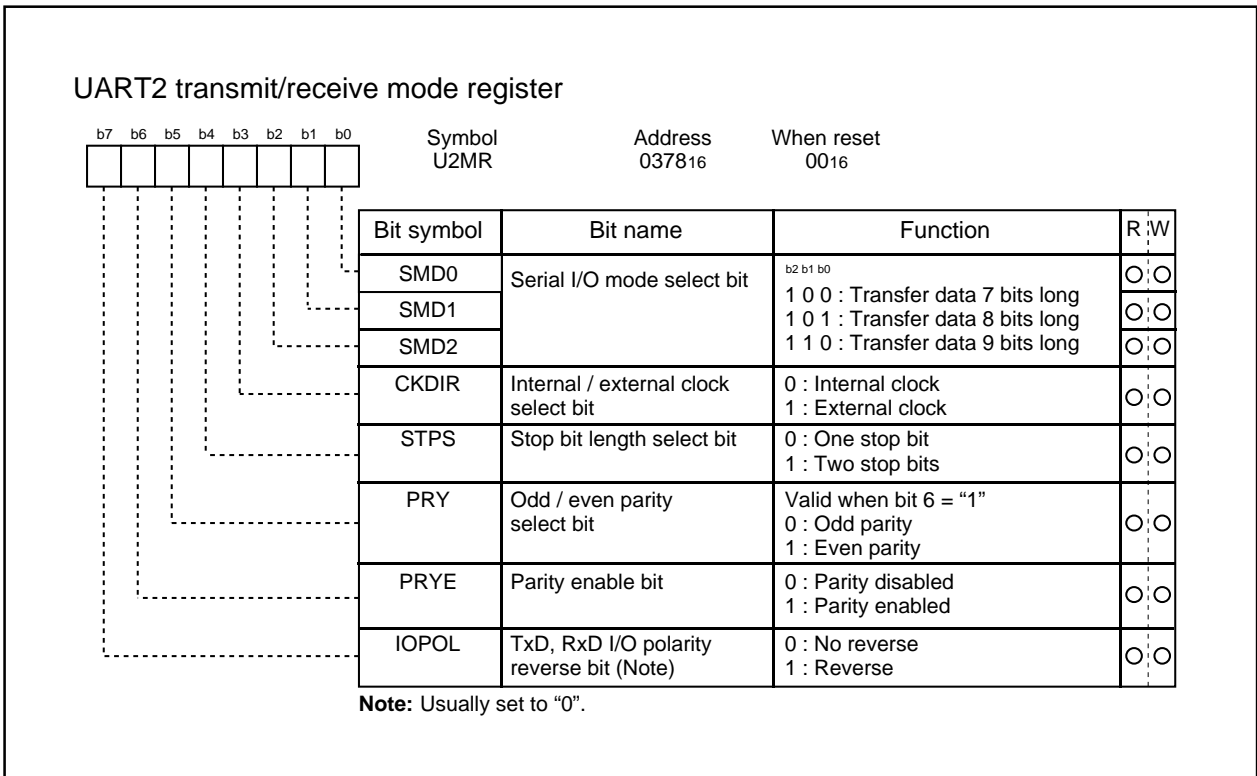 UART2 transmit/receive mode register
b7 b6 b5 b4 b3 b2 b1 b0
Symbol Address When reset
U2MR 037816 0016
Bit symbol Bit name Function R W
SMD0 Serial I/O mode select bit b2 b1 b0
1 0 0 : Transfer data 7 bits long
SMD1 1 0 1 : Transfer data 8 bits long
SMD2 1 1 0 : Transfer data 9 bits long
CKDIR Internal / external clock 0 : Internal clock
select bit 1 : External clock
STPS Stop bit length select bit 0 : One stop bit
1 : Two stop bits
PRY Odd / even parity Valid when bit 6 = “1”
select bit 0 : Odd parity
1 : Even parity
PRYE Parity enable bit 0 : Parity disabled
1 : Parity enabled
IOPOL TxD, RxD I/O polarity 0 : No reverse
reverse bit (Note) 1 : Reverse
Note: Usually set to “0”.